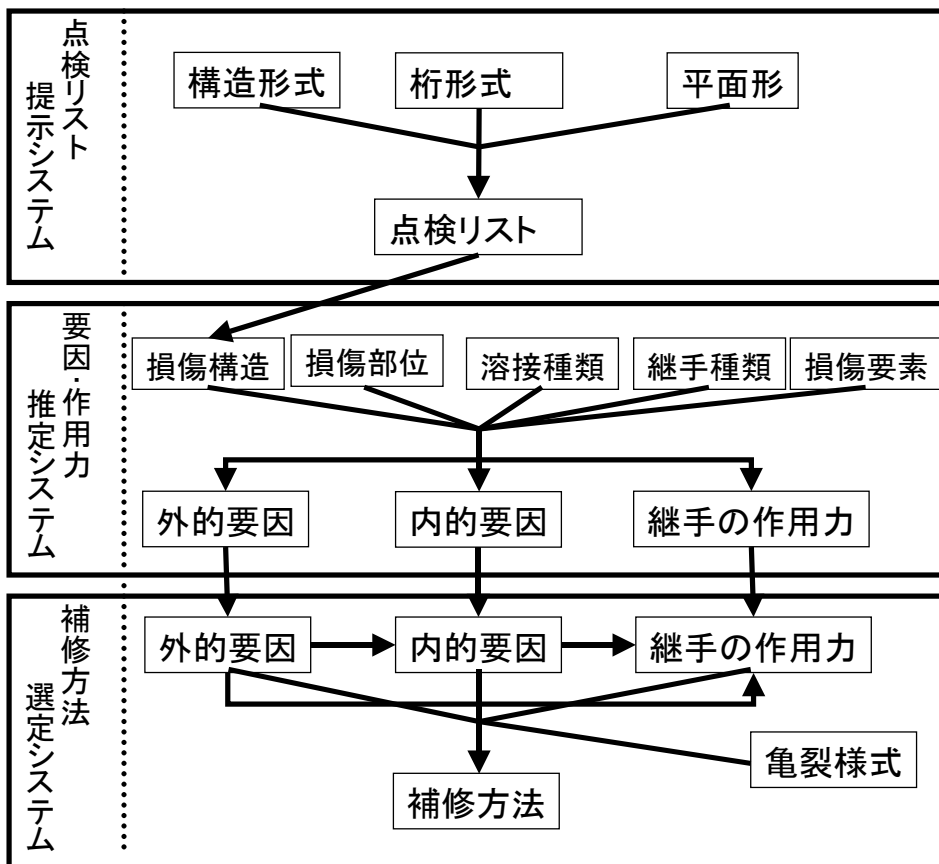 点検リスト
提示システム
構造形式
桁形式
平面形
点検リスト
要因・作用力
推定システム
損傷構造
損傷部位
溶接種類
継手種類
損傷要素
外的要因
内的要因
継手の作用力
補修方法
選定システム
外的要因
内的要因
継手の作用力
亀裂様式
補修方法